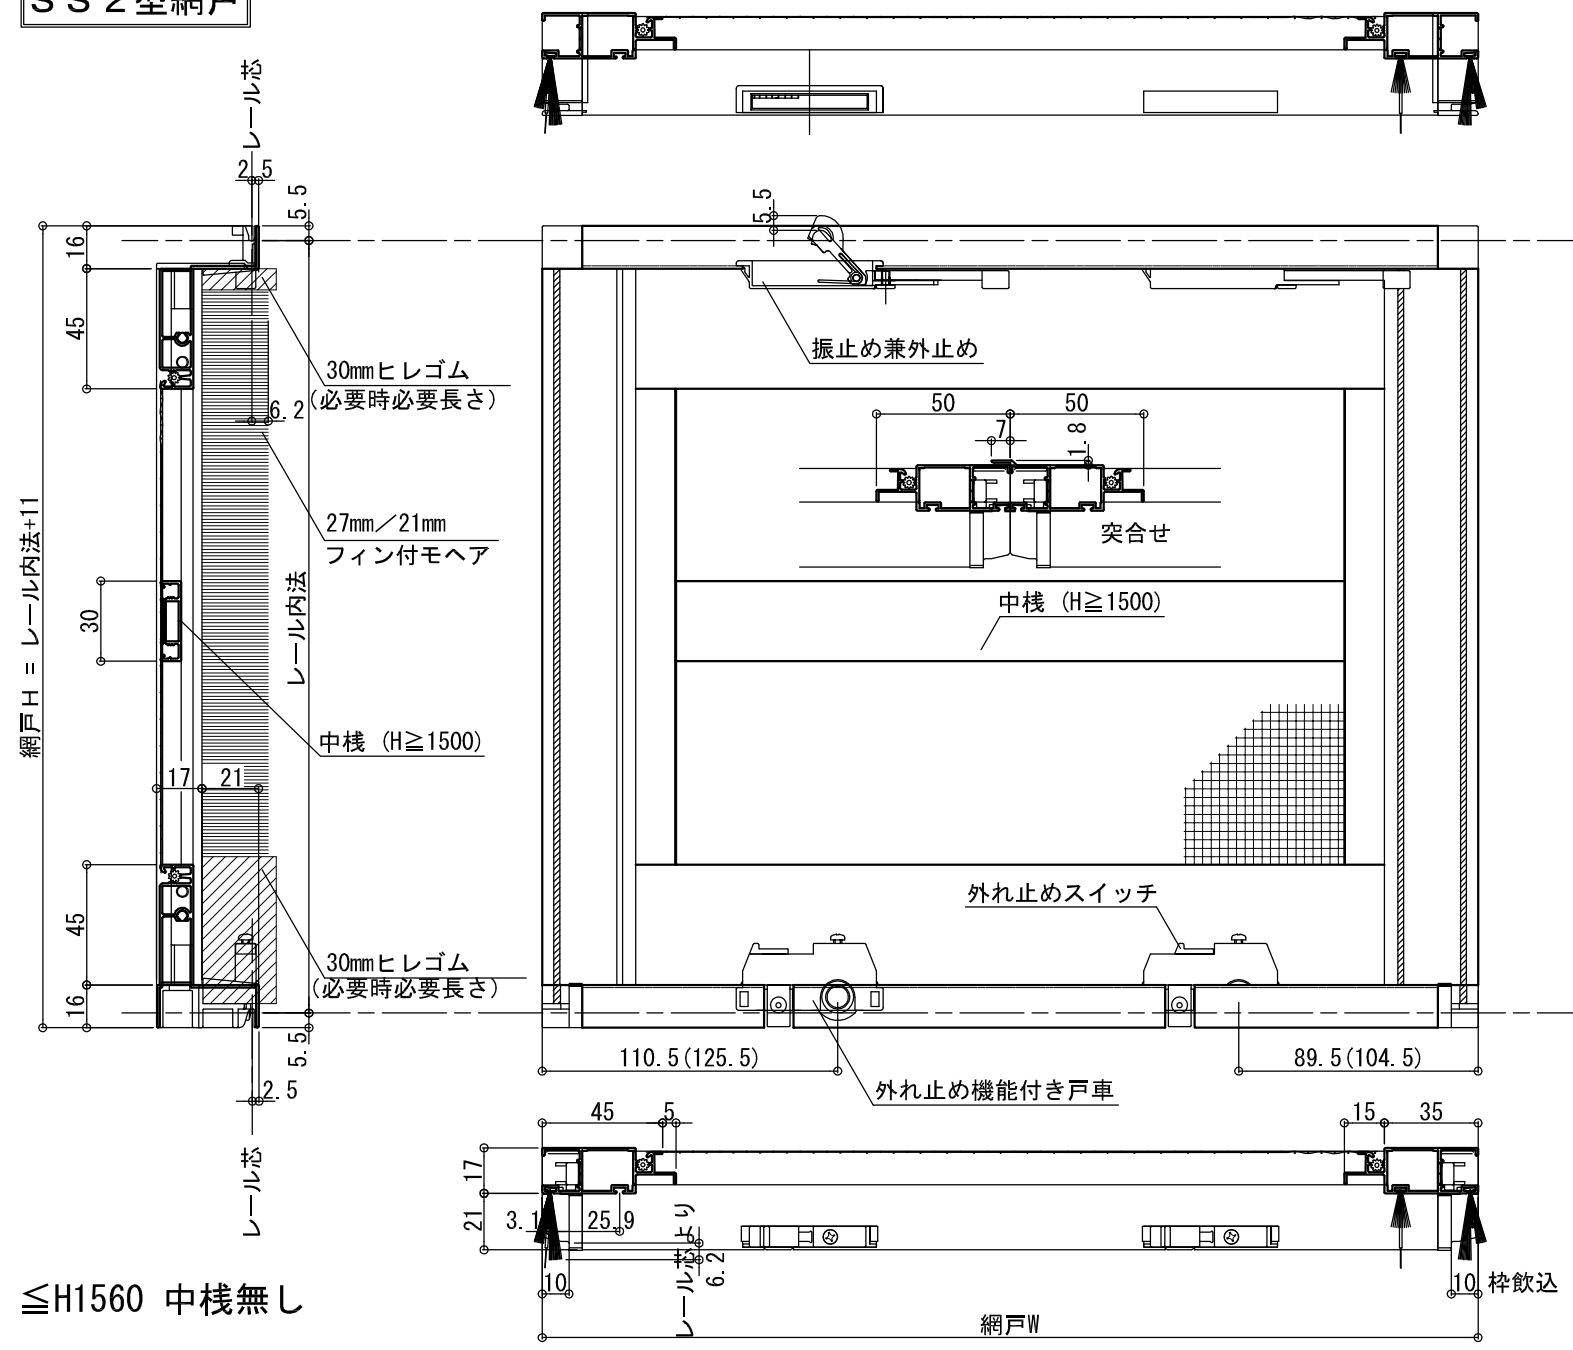 ＳＳ２型網戸
レール芯
2.5
5.5
16
45
30mmヒレゴム
(必要時必要長さ)
6.2
27mm／21mm
フィン付モヘア
レール内法
網戸Ｈ = レール内法+11
30
中桟 (H≧1500)
17
21
45
30mmヒレゴム
(必要時必要長さ)
16
5.5
2.5
レール芯
5.5
振止め兼外止め
50
50
7
1.8
突合せ
中桟 (H≧1500)
外れ止めスイッチ
110.5(125.5)
89.5(104.5)
外れ止め機能付き戸車
45
5
15
35
17
21
3.1
25.9
レール芯より
6.2
10
10
枠飲込
網戸W
≦H1560 中桟無し